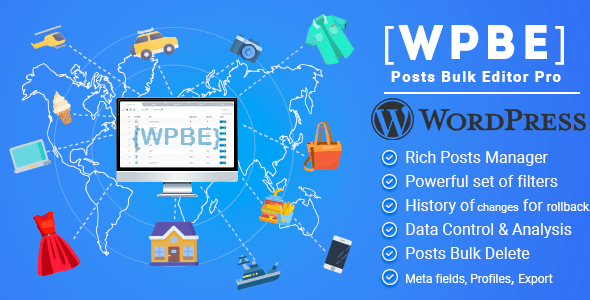 [WPBE]
Posts Bulk Editor Pro
WORDPRESS
Rich Posts Manager
Powerful set of filters
History of changes for rollback
Data Control & Analysis
Posts Bulk Delete
Meta fields, Profiles, Export
[WPBE]